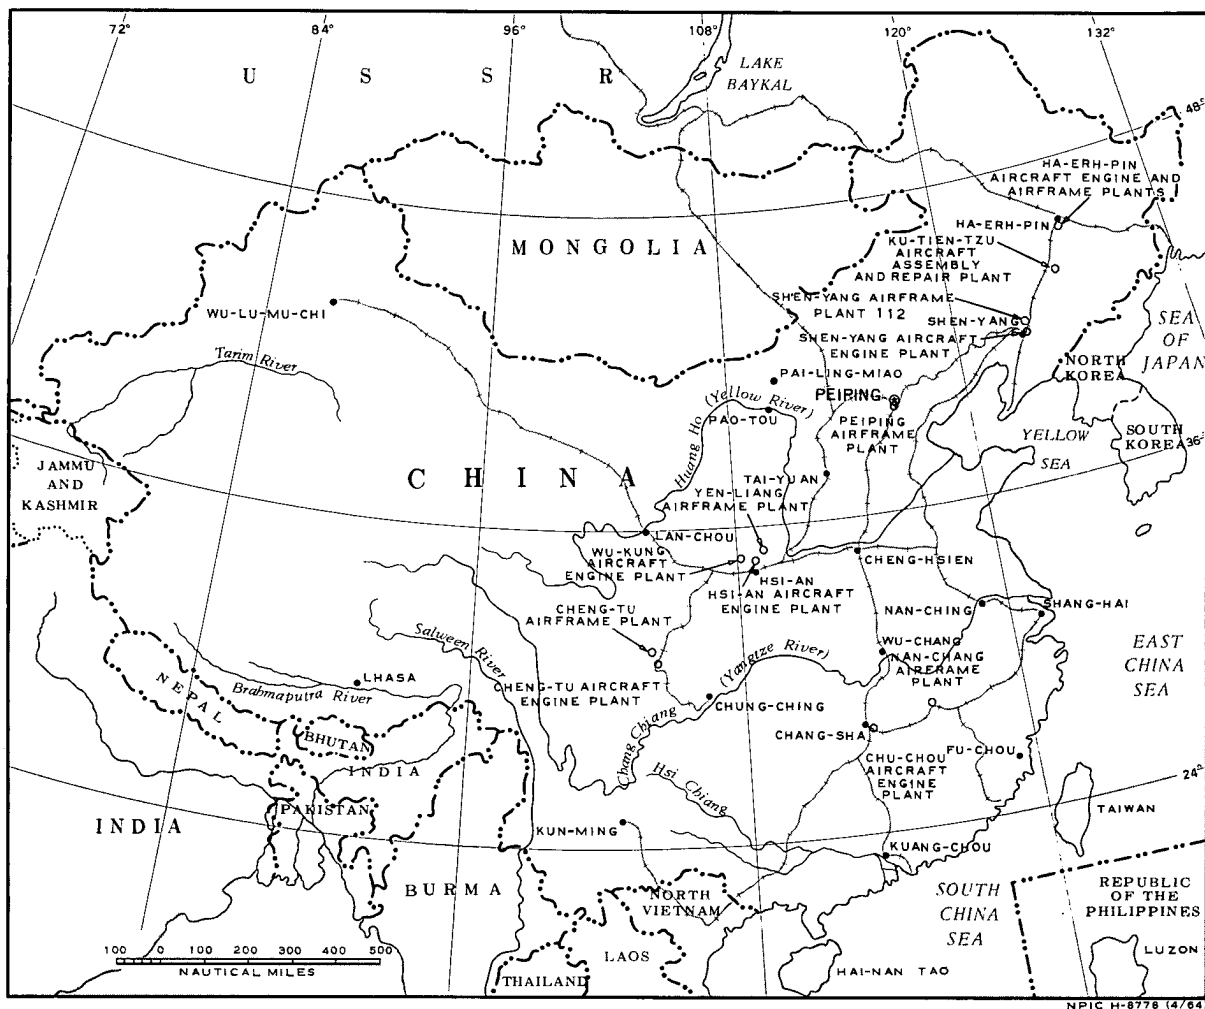 72°
84°
96°
108°
120°
132°
U S S R
LAKE
BAYKAL
48°
HA-ERH-PIN
AIRCRAFT ENGINE AND
AIRFRAME PLANTS
MONGOLIA
HA-ERH-PIN
KU-TIEN-TZU
AIRCRAFT
ASSEMBLY
AND REPAIR PLANT
WU-LU-MU-CHI
SHEN-YANG AIRFRAME
PLANT 112
SHEN-YANG
SEA
OF
JAPAN
SHEN-YANG AIRCRAFT
ENGINE PLANT
Tarim River
NORTH
KOREA
PAI-LING-MIAO
PEIPING
Huang Ho (Yellow River)
PAO-TOU
PEIPING
AIRFRAME
PLANT
YELLOW
SEA
SOUTH
KOREA
36°
JAMMU
AND
KASHMIR
CHINA
TAI-YUAN
YEN-LIANG
AIRFRAME PLANT
LAN-CHOU
WU-KUNG
AIRCRAFT
ENGINE PLANT
CHENG-HSIEN
HSI-AN
HSI-AN AIRCRAFT
ENGINE PLANT
CHENG-TU
AIRFRAME PLANT
NAN-CHING
SHANG-HAI
Salween River
WU-CHANG
NAN-CHANG
AIRFRAME
PLANT
EAST
CHINA
SEA
Chang Chiang (Yangtze River)
LHASA
NEPAL
Brahmaputra River
CHENG-TU AIRCRAFT
ENGINE PLANT
CHUNG-CHING
CHANG-SHA
BHUTAN
FU-CHOU
CHU-CHOU
AIRCRAFT
ENGINE
PLANT
INDIA
Hsi Chiang
24°
PAKISTAN
TAIWAN
INDIA
KUN-MING
KUANG-CHOU
BURMA
NORTH
VIETNAM
SOUTH
CHINA
SEA
REPUBLIC
OF THE
PHILIPPINES
100 0 100 200 300 400 500
NAUTICAL MILES
LAOS
THAILAND
HAI-NAN TAO
LUZON
NPIC H-8778 (4/64)